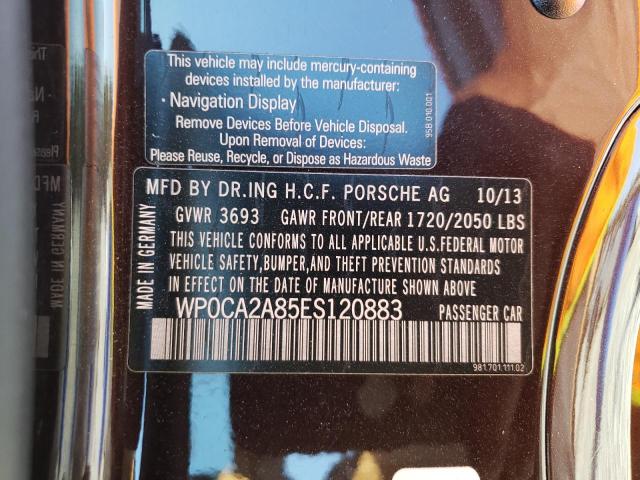 This vehicle may include mercury-containing
devices installed by the manufacturer:
· Navigation Display
Remove Devices Before Vehicle Disposal.
Upon Removal of Devices:
Please Reuse, Recycle, or Dispose as Hazardous Waste
95B 010 001
MFD BY DR.ING H.C.F. PORSCHE AG 10/13
GVWR 3693 GAWR FRONT/REAR 1720/2050 LBS
THIS VEHICLE CONFORMS TO ALL APPLICABLE U.S.FEDERAL MOTOR
VEHICLE SAFETY,BUMPER,AND THEFT PREVENTION STANDARDS
IN EFFECT ON THE DATE OF MANUFACTURE SHOWN ABOVE.
WP0CA2A85ES120883 PASSENGER CAR
981.701.111.02
MADE IN GERMANY